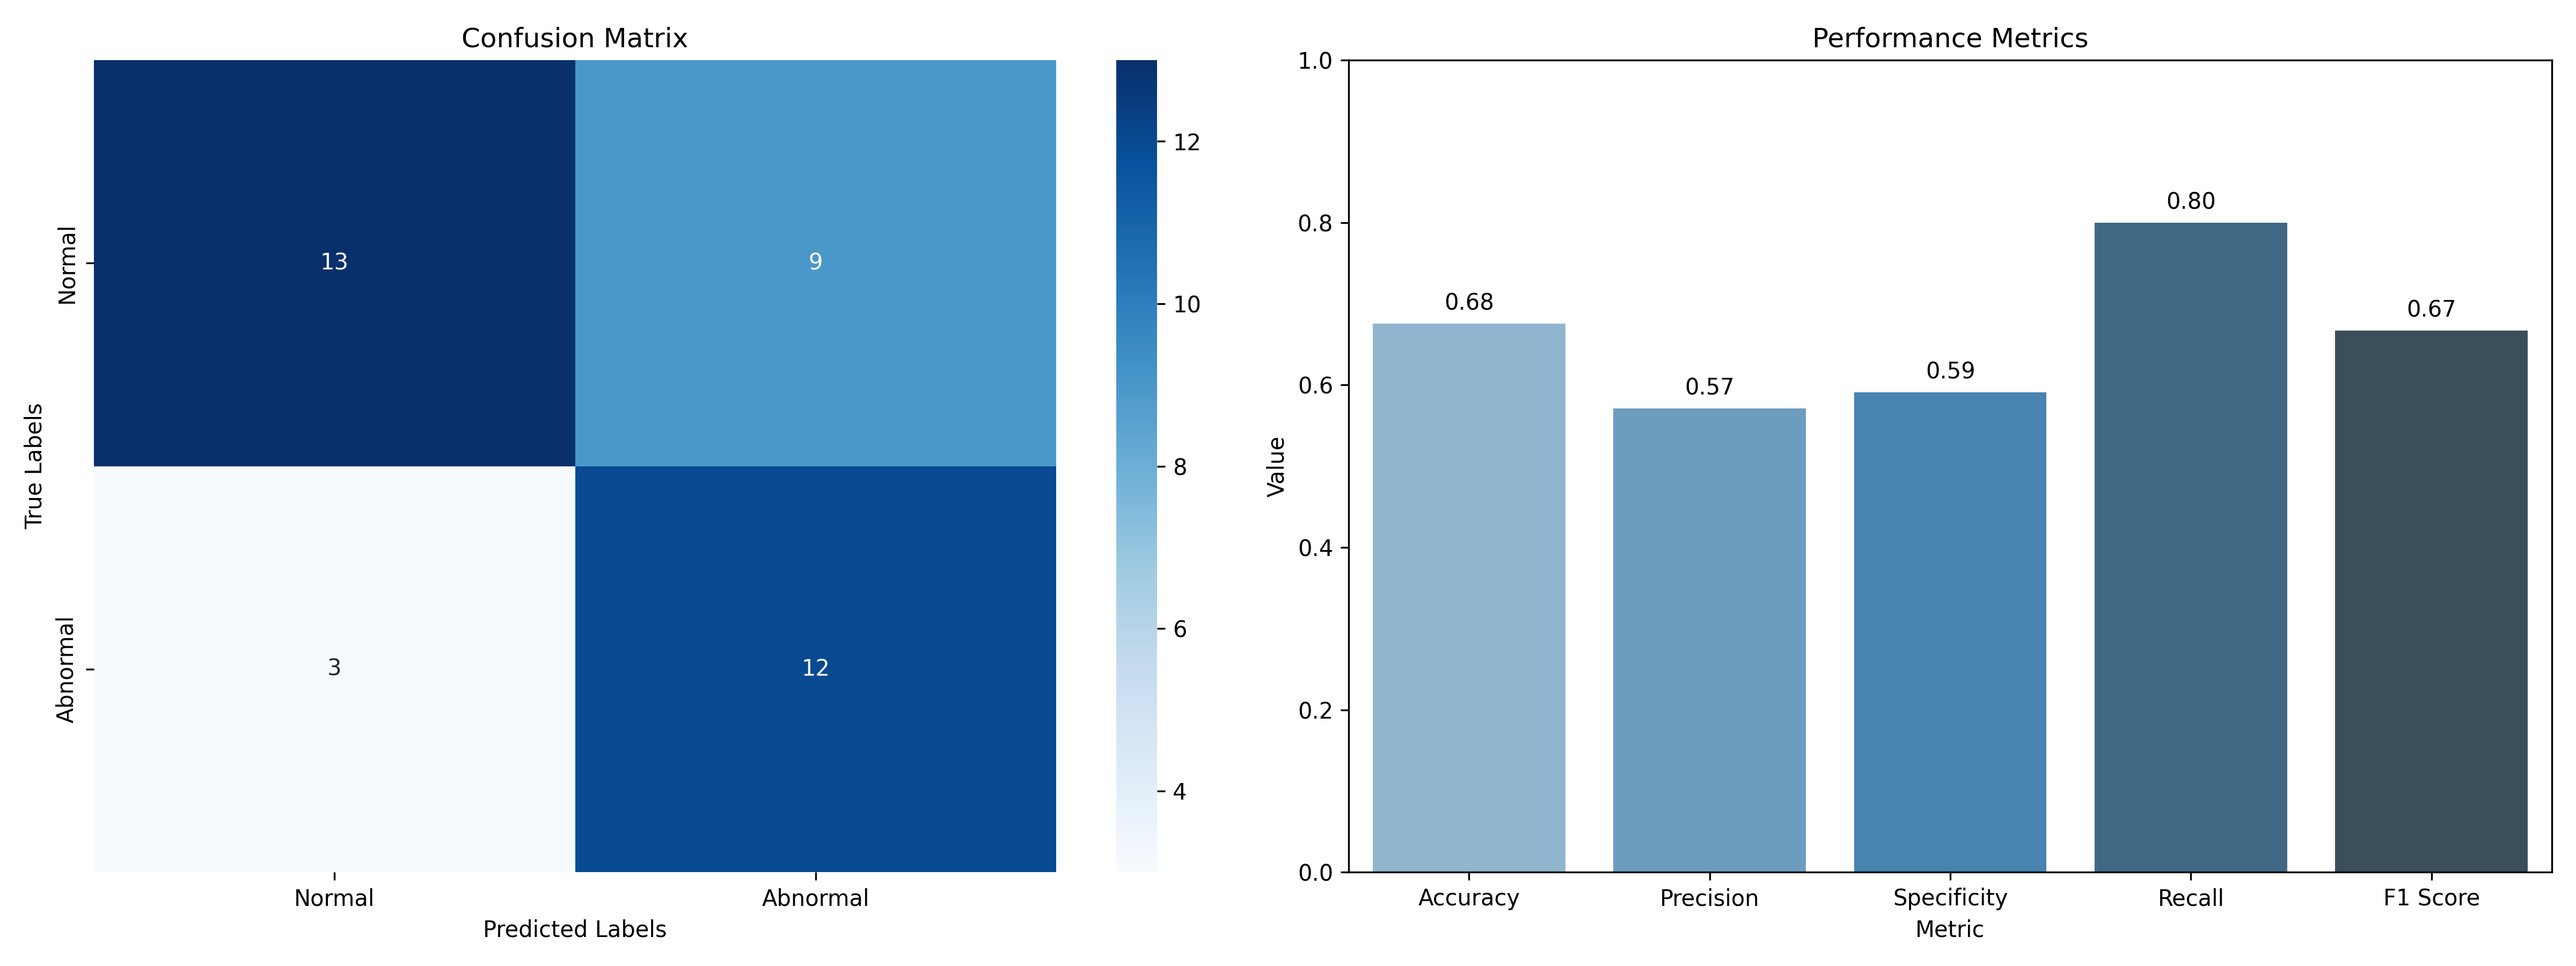 Confusion Matrix
True Labels
Normal
Abnormal
13
9
3
12
Normal
Abnormal
Predicted Labels
12
10
8
6
4
Performance Metrics
Value
1.0
0.8
0.6
0.4
0.2
0.0
0.68
0.57
0.59
0.80
0.67
Accuracy
Precision
Specificity
Recall
F1 Score
Metric